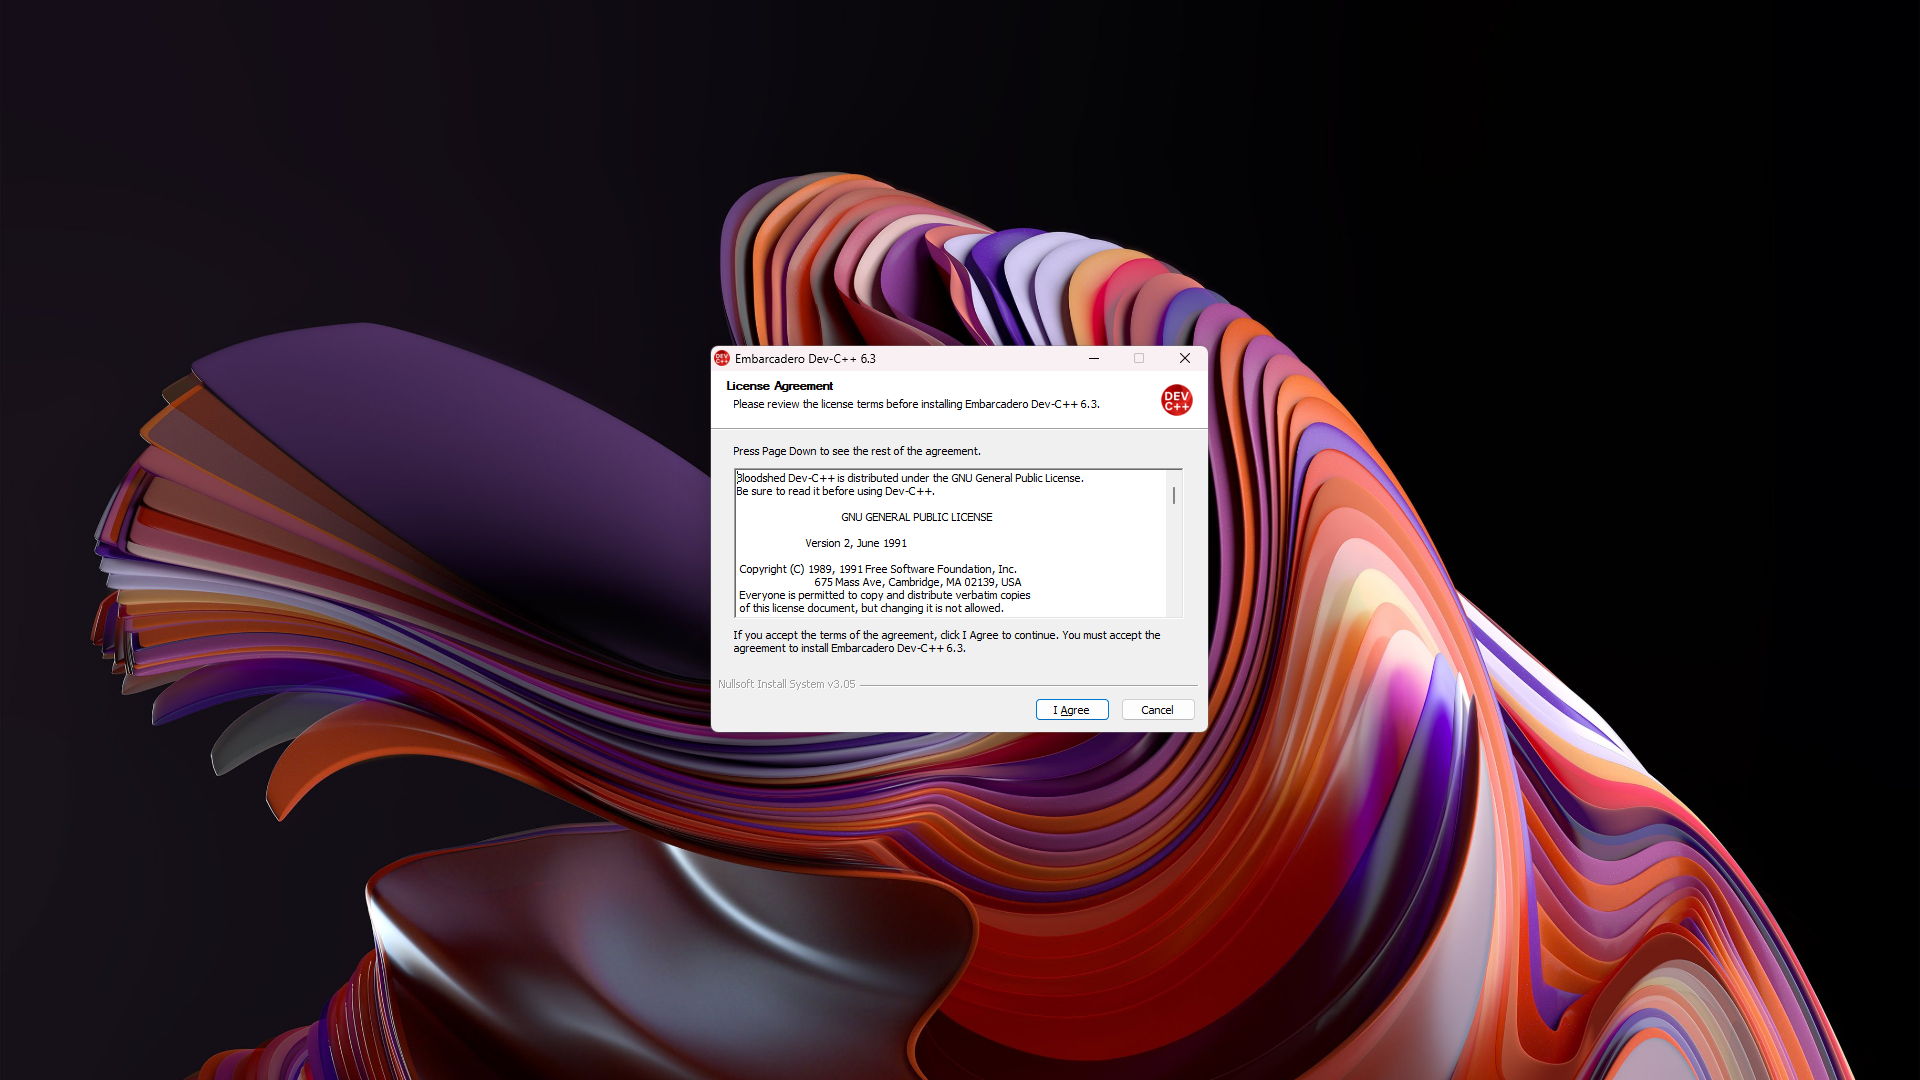 DEV
C++
Embarcadero Dev-C++ 6.3
License Agreement
Please review the license terms before installing Embarcadero Dev-C++ 6.3.
DEV
C++
Press Page Down to see the rest of the agreement.
Bloodshed Dev-C++ is distributed under the GNU General Public License.
Be sure to read it before using Dev-C++.
GNU GENERAL PUBLIC LICENSE
Version 2, June 1991
Copyright (C) 1989, 1991 Free Software Foundation, Inc.
675 Mass Ave, Cambridge, MA 02139, USA
Everyone is permitted to copy and distribute verbatim copies
of this license document, but changing it is not allowed.
If you accept the terms of the agreement, click I Agree to continue. You must accept the
agreement to install Embarcadero Dev-C++ 6.3.
Nullsoft Install System v3.05
I Agree
Cancel